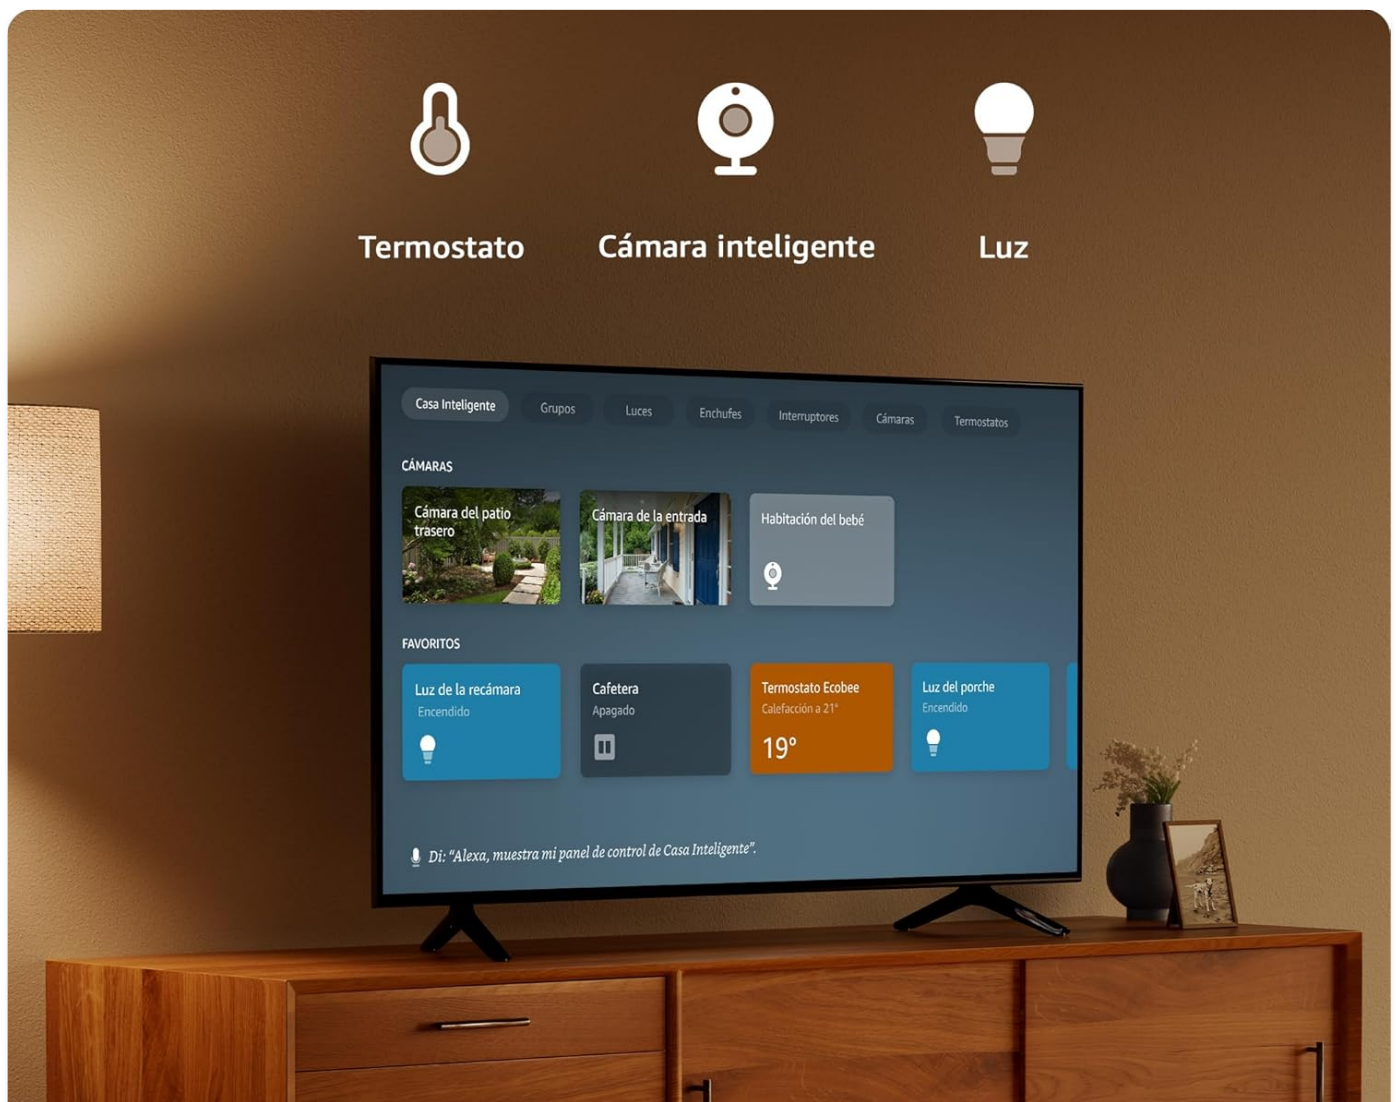 Termostato
Cámara inteligente
Luz
Casa Inteligente
Grupos
Luces
Enchufes
Interruptores
Cámaras
Termostatos
CÁMARAS
Cámara del patio
trasero
Cámara de la entrada
Habitación del bebé
FAVORITOS
Luz de la recámara
Encendido
Cafetera
Apagado
Termostato Ecobee
Calefacción a 21°
19°
Luz del porche
Encendido
Di: “Alexa, muestra mi panel de control de Casa Inteligente”.